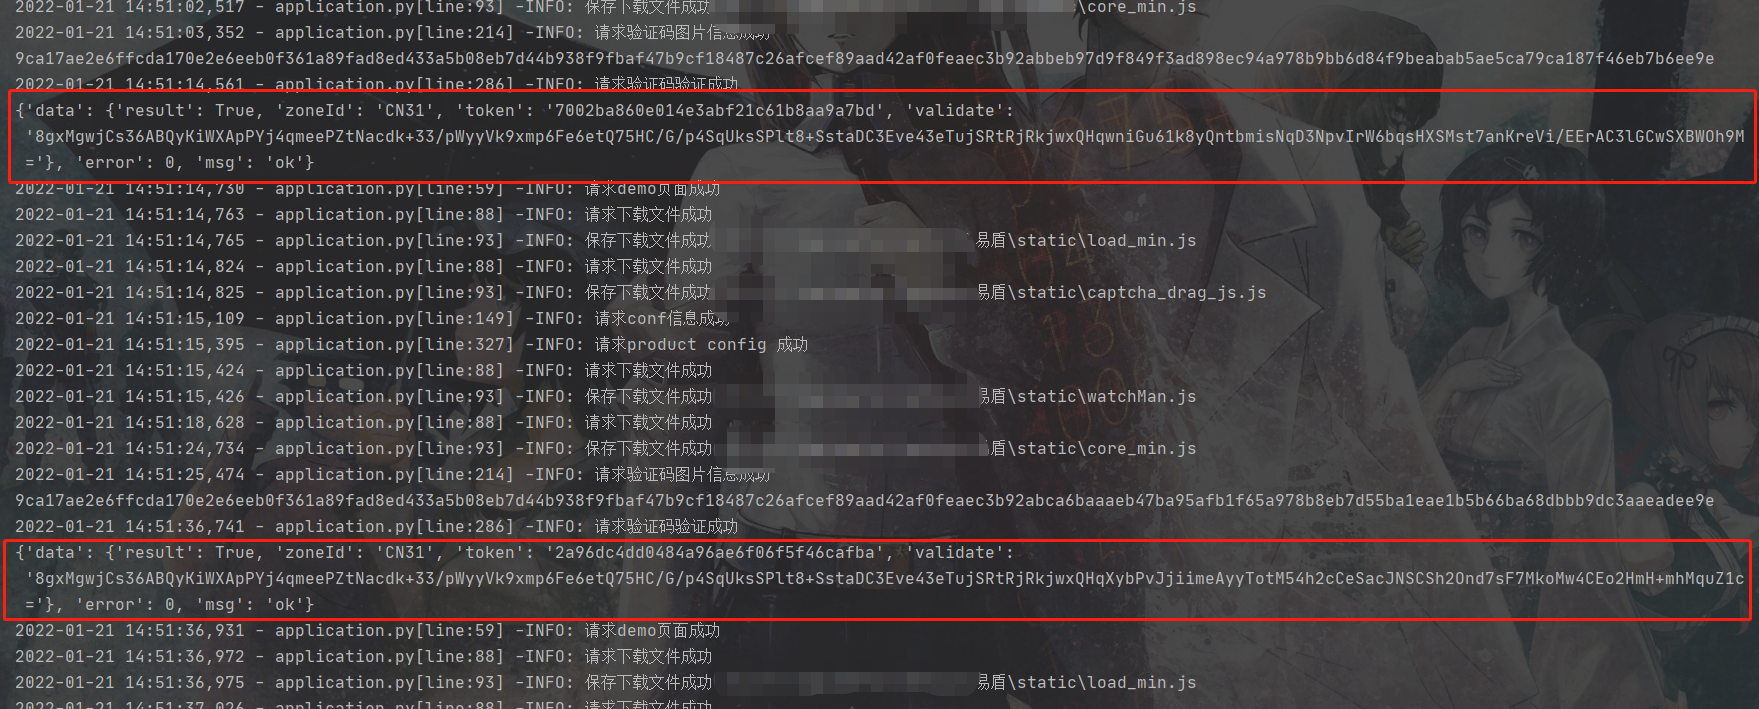 2022-01-21 14:51:02,517 - application.py[line:93] -INFO: 保存下载文件成功 \core_min.js
2022-01-21 14:51:03,352 - application.py[line:214] -INFO: 请求验证码图片信息成功
9ca17ae2e6ffcda170e2e6eeb0f361a89fad8ed433a5b08eb7d44b938f9fbaf47b9cf18487c26afcef89aad42af0feaec3b92abbeb97d9f849f3ad898ec94a978b9bb6d84f9beabab5ae5ca79ca187f46eb7b6ee9e
2022-01-21 14:51:14,561 - application.py[line:286] -INFO: 请求验证码验证成功
{'data': {'result': True, 'zoneId': 'CN31', 'token': '7002ba860e014e3abf21c61b8aa9a7bd', 'validate':
'8gxMgwjCs36ABQyKiWXApPYj4qmeePZtNacdk+33/pWyyVk9xmp6Fe6etQ75HC/G/p4SqUksSPlt8+SstaDC3Eve43eTujSRtRjRkjwxQHqwniGu61k8yQntbmisNqD3NpvIrW6bqsHXSMst7anKreVi/EErAC3lGCwSXBWOh9M
='}, 'error': 0, 'msg': 'ok'}
2022-01-21 14:51:14,730 - application.py[line:59] -INFO: 请求demo页面成功
2022-01-21 14:51:14,763 - application.py[line:88] -INFO: 请求下载文件成功
2022-01-21 14:51:14,765 - application.py[line:93] -INFO: 保存下载文件成功 易盾\static\load_min.js
2022-01-21 14:51:14,824 - application.py[line:88] -INFO: 请求下载文件成功
2022-01-21 14:51:14,825 - application.py[line:93] -INFO: 保存下载文件成功 易盾\static\captcha_drag_js.js
2022-01-21 14:51:15,109 - application.py[line:149] -INFO: 请求conf信息成功
2022-01-21 14:51:15,395 - application.py[line:327] -INFO: 请求product config 成功
2022-01-21 14:51:15,424 - application.py[line:88] -INFO: 请求下载文件成功
2022-01-21 14:51:15,426 - application.py[line:93] -INFO: 保存下载文件成功 易盾\static\watchMan.js
2022-01-21 14:51:18,628 - application.py[line:88] -INFO: 请求下载文件成功
2022-01-21 14:51:24,734 - application.py[line:93] -INFO: 保存下载文件成功 易盾\static\core_min.js
2022-01-21 14:51:25,474 - application.py[line:214] -INFO: 请求验证码图片信息成功
9ca17ae2e6ffcda170e2e6eeb0f361a89fad8ed433a5b08eb7d44b938f9fbaf47b9cf18487c26afcef89aad42af0feaec3b92abca6baaaeb47ba95afb1f65a978b8eb7d55ba1eae1b5b66ba68dbbb9dc3aaeadee9e
2022-01-21 14:51:36,741 - application.py[line:286] -INFO: 请求验证码验证成功
{'data': {'result': True, 'zoneId': 'CN31', 'token': '2a96dc4dd0484a96ae6f06f5f46cafba', 'validate':
'8gxMgwjCs36ABQyKiWXApPYj4qmeePZtNacdk+33/pWyyVk9xmp6Fe6etQ75HC/G/p4SqUksSPlt8+SstaDC3Eve43eTujSRtRjRkjwxQHqXybPvJjiimeAyyTotM54h2cCeSacJNSCSh2Ond7sF7MkoMw4CEo2HmH+mhMquZ1c
='}, 'error': 0, 'msg': 'ok'}
2022-01-21 14:51:36,931 - application.py[line:59] -INFO: 请求demo页面成功
2022-01-21 14:51:36,972 - application.py[line:88] -INFO: 请求下载文件成功
2022-01-21 14:51:36,975 - application.py[line:93] -INFO: 保存下载文件成功 易盾\static\load_min.js
2022-01-21 14:51:37,026 - application.py[line:88] -INFO: 请求下载文件成功